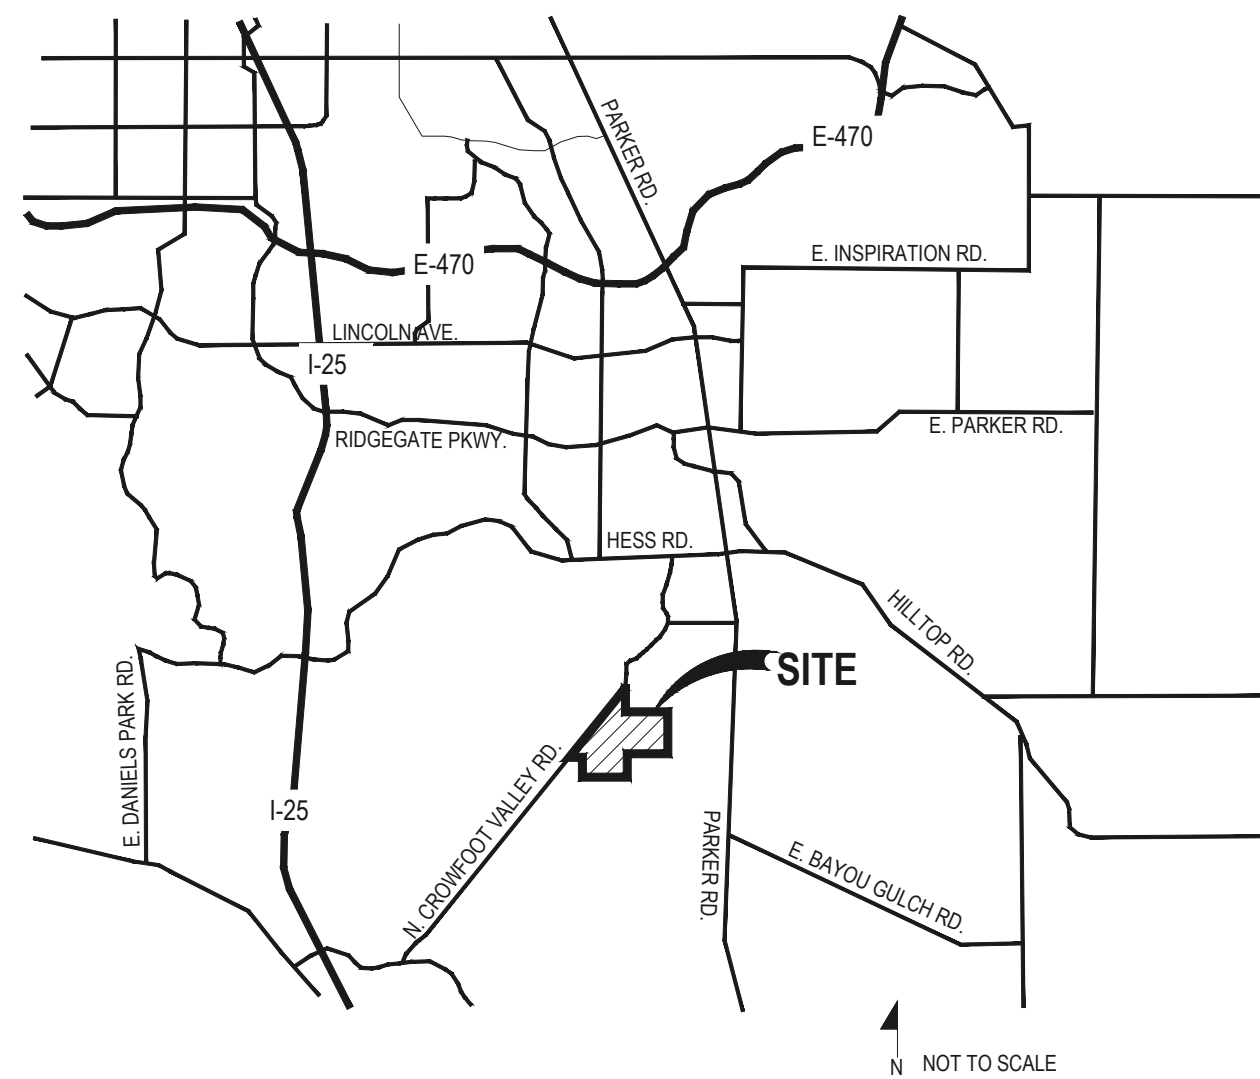 PARKER RD.
E-470
E. INSPIRATION RD.
E-470
LINCOLN AVE.
I-25
E. PARKER RD.
RIDGEGATE PKWY.
HESS RD.
HILLTOP RD.
SITE
E. DANIELS PARK RD.
N. CROWFOOT VALLEY RD.
I-25
PARKER RD.
E. BAYOU GULCH RD.
N
NOT TO SCALE